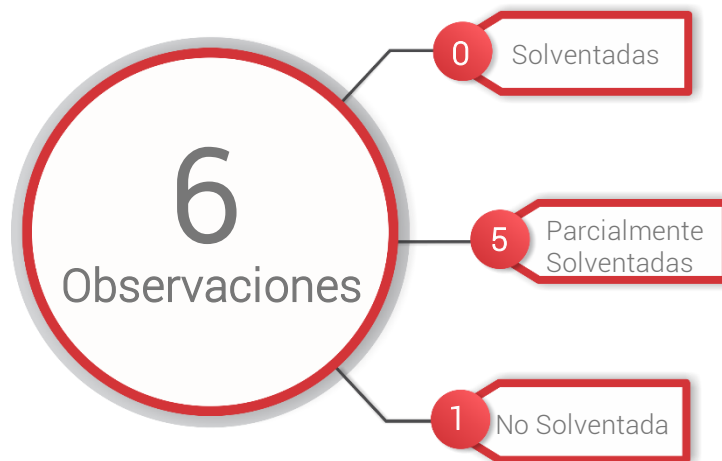 6
Observaciones
0
Solventadas
5
Parcialmente
Solventadas
1
No Solventada